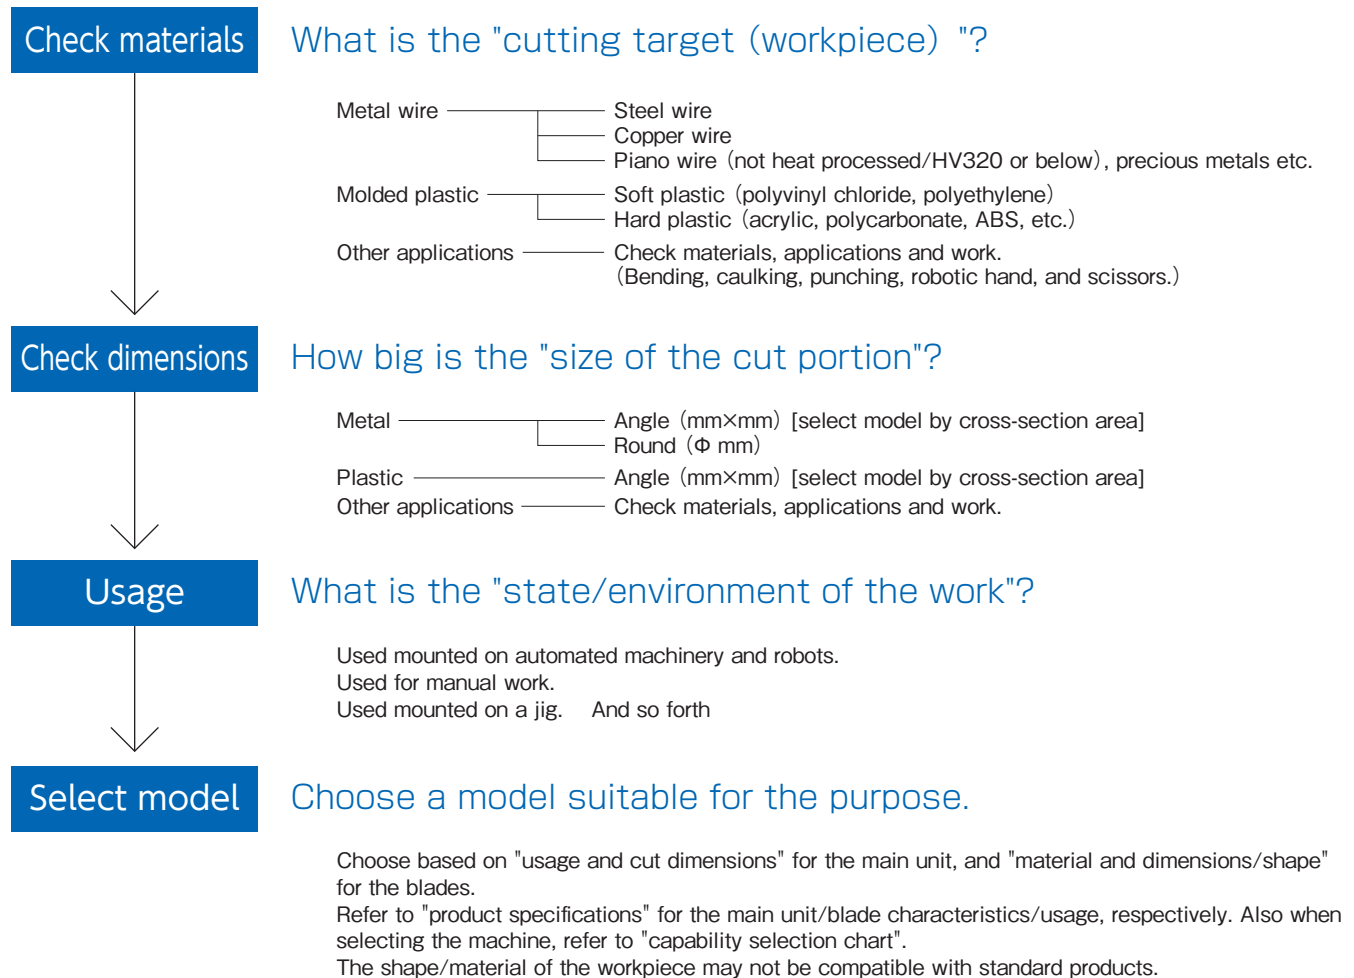 Check materials
What is the "cutting target（workpiece）"?
Metal wire
Steel wire
Copper wire
Piano wire（not heat processed/HV320 or below）, precious metals etc.
Molded plastic
Soft plastic（polyvinyl chloride, polyethylene）
Hard plastic（acrylic, polycarbonate, ABS, etc.）
Other applications
Check materials, applications and work.
（Bending, caulking, punching, robotic hand, and scissors.）
Check dimensions
How big is the "size of the cut portion"?
Metal
Angle（mm×mm）[select model by cross-section area]
Round（Φ mm）
Plastic
Angle（mm×mm）[select model by cross-section area]
Other applications
Check materials, applications and work.
Usage
What is the "state/environment of the work"?
Used mounted on automated machinery and robots.
Used for manual work.
Used mounted on a jig. And so forth
Select model
Choose a model suitable for the purpose.
Choose based on "usage and cut dimensions" for the main unit, and "material and dimensions/shape"
for the blades.
Refer to "product specifications" for the main unit/blade characteristics/usage, respectively. Also when
selecting the machine, refer to "capability selection chart".
The shape/material of the workpiece may not be compatible with standard products.